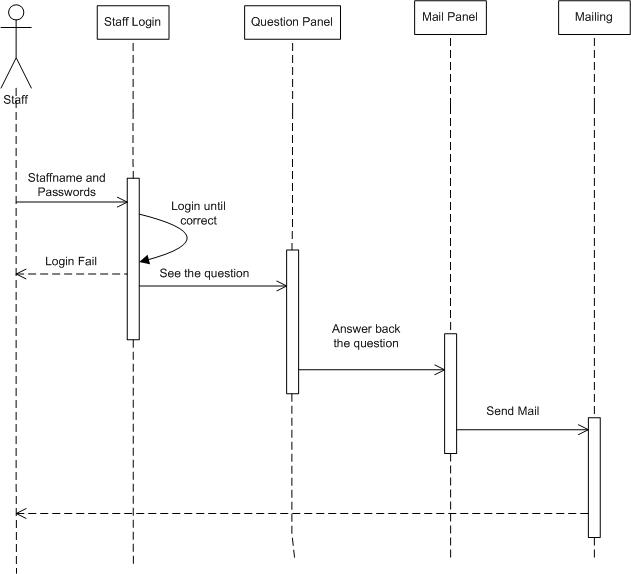 Staff Login
Question Panel
Mail Panel
Mailing
Staff
Staffname and
Passwords
Login until
correct
Login Fail
See the question
Answer back
the question
Send Mail